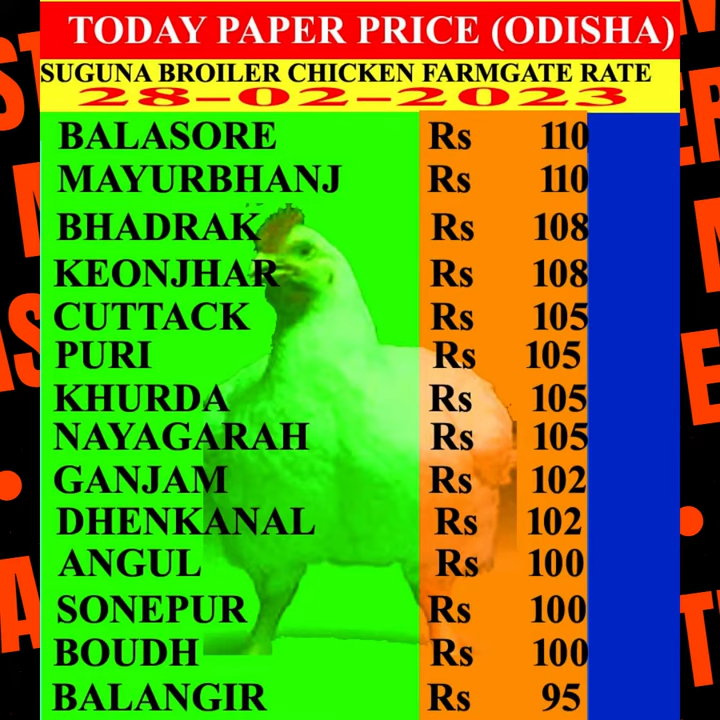 TODAY PAPER PRICE (ODISHA)
SUGUNA BROILER CHICKEN FARMGATE RATE
28-02-2023
BALASORE Rs 110
MAYURBHANJ Rs 110
BHADRAK Rs 108
KEONJHAR Rs 108
CUTTACK Rs 105
PURI Rs 105
KHURDA Rs 105
NAYAGARAH Rs 105
GANJAM Rs 102
DHENKANAL Rs 102
ANGUL Rs 100
SONEPUR Rs 100
BOUDH Rs 100
BALANGIR Rs 95